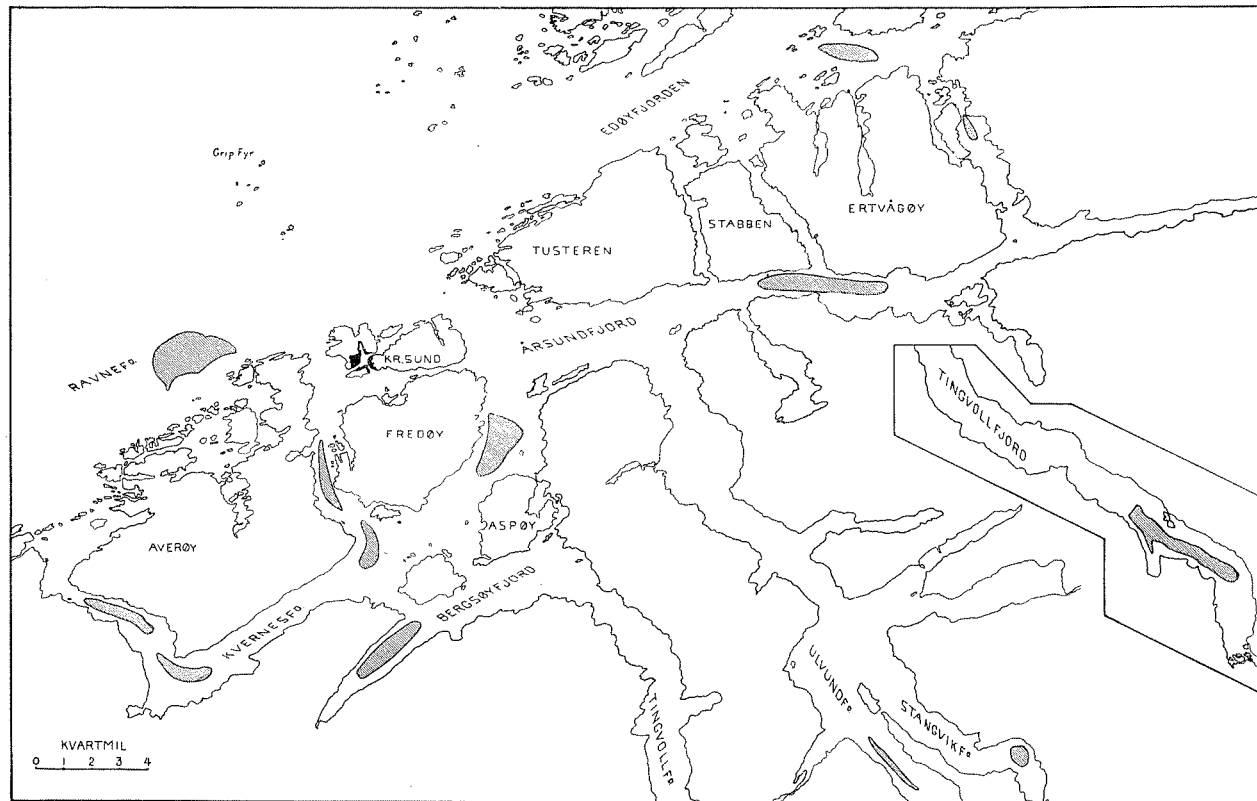 EDØYFJORDEN
Grip Fyr
ERTVÅGØY
STABBEN
TUSTEREN
ÅRSUNDFJORD
RAVNEFD.
KR.SUND
TINGVOLLFJORD
FREDØY
ASPØY
AVERØY
BERGSØYFJORD
KVERNESFD.
ULVUNDFD.
STANGVIKFD.
TINGVOLLFD.
KVARTMIL
0 1 2 3 4